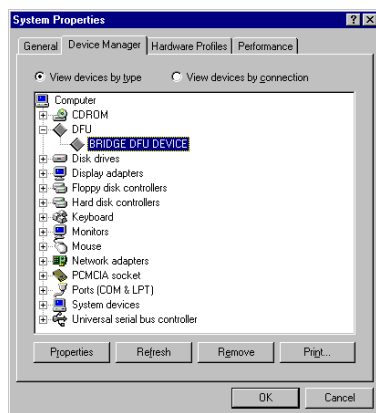 System Properties
General Device Manager Hardware Profiles Performance
View devices by type View devices by connection
Computer
CDROM
DFU
BRIDGE DFU DEVICE
Disk drives
Display adapters
Floppy disk controllers
Hard disk controllers
Keyboard
Monitors
Mouse
Network adapters
PCMCIA socket
Ports (COM & LPT)
System devices
Universal serial bus controller
Properties Refresh Remove Print...
OK Cancel